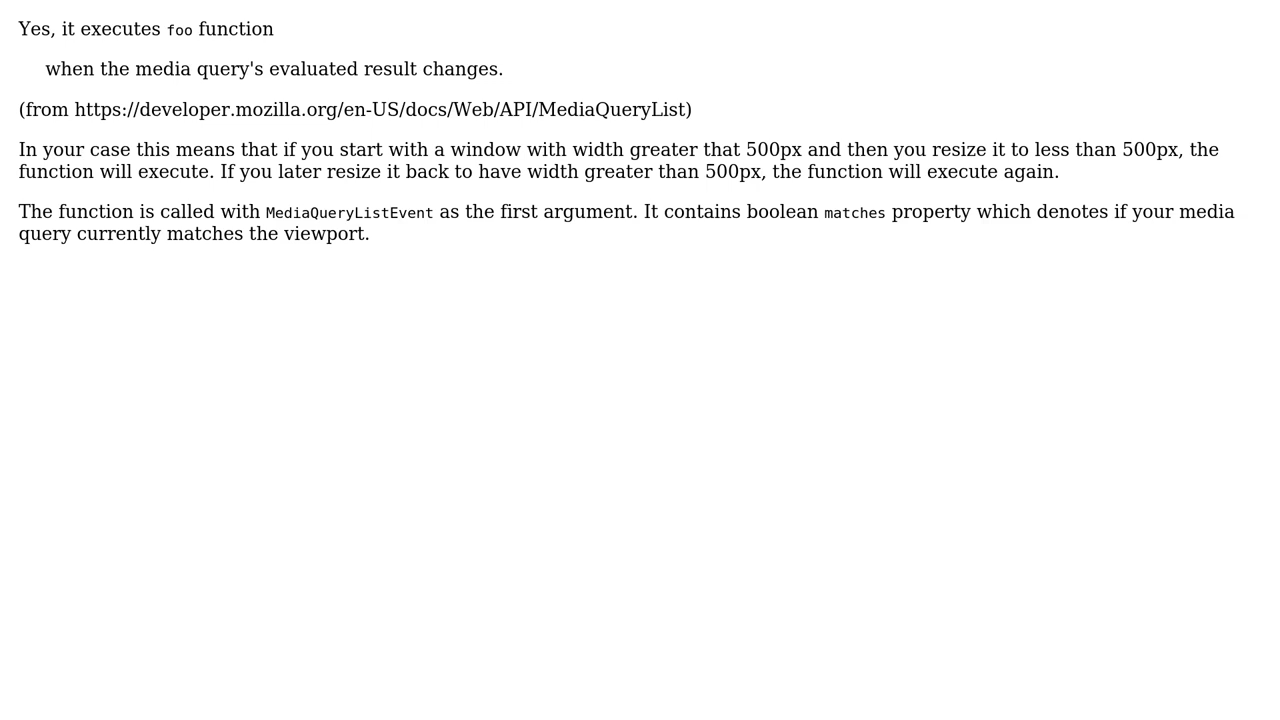 Yes, it executes foo function
when the media query's evaluated result changes.
(from https://developer.mozilla.org/en-US/docs/Web/API/MediaQueryList)
In your case this means that if you start with a window with width greater that 500px and then you resize it to less than 500px, the
function will execute. If you later resize it back to have width greater than 500px, the function will execute again.
The function is called with MediaQueryListEvent as the first argument. It contains boolean matches property which denotes if your media
query currently matches the viewport.